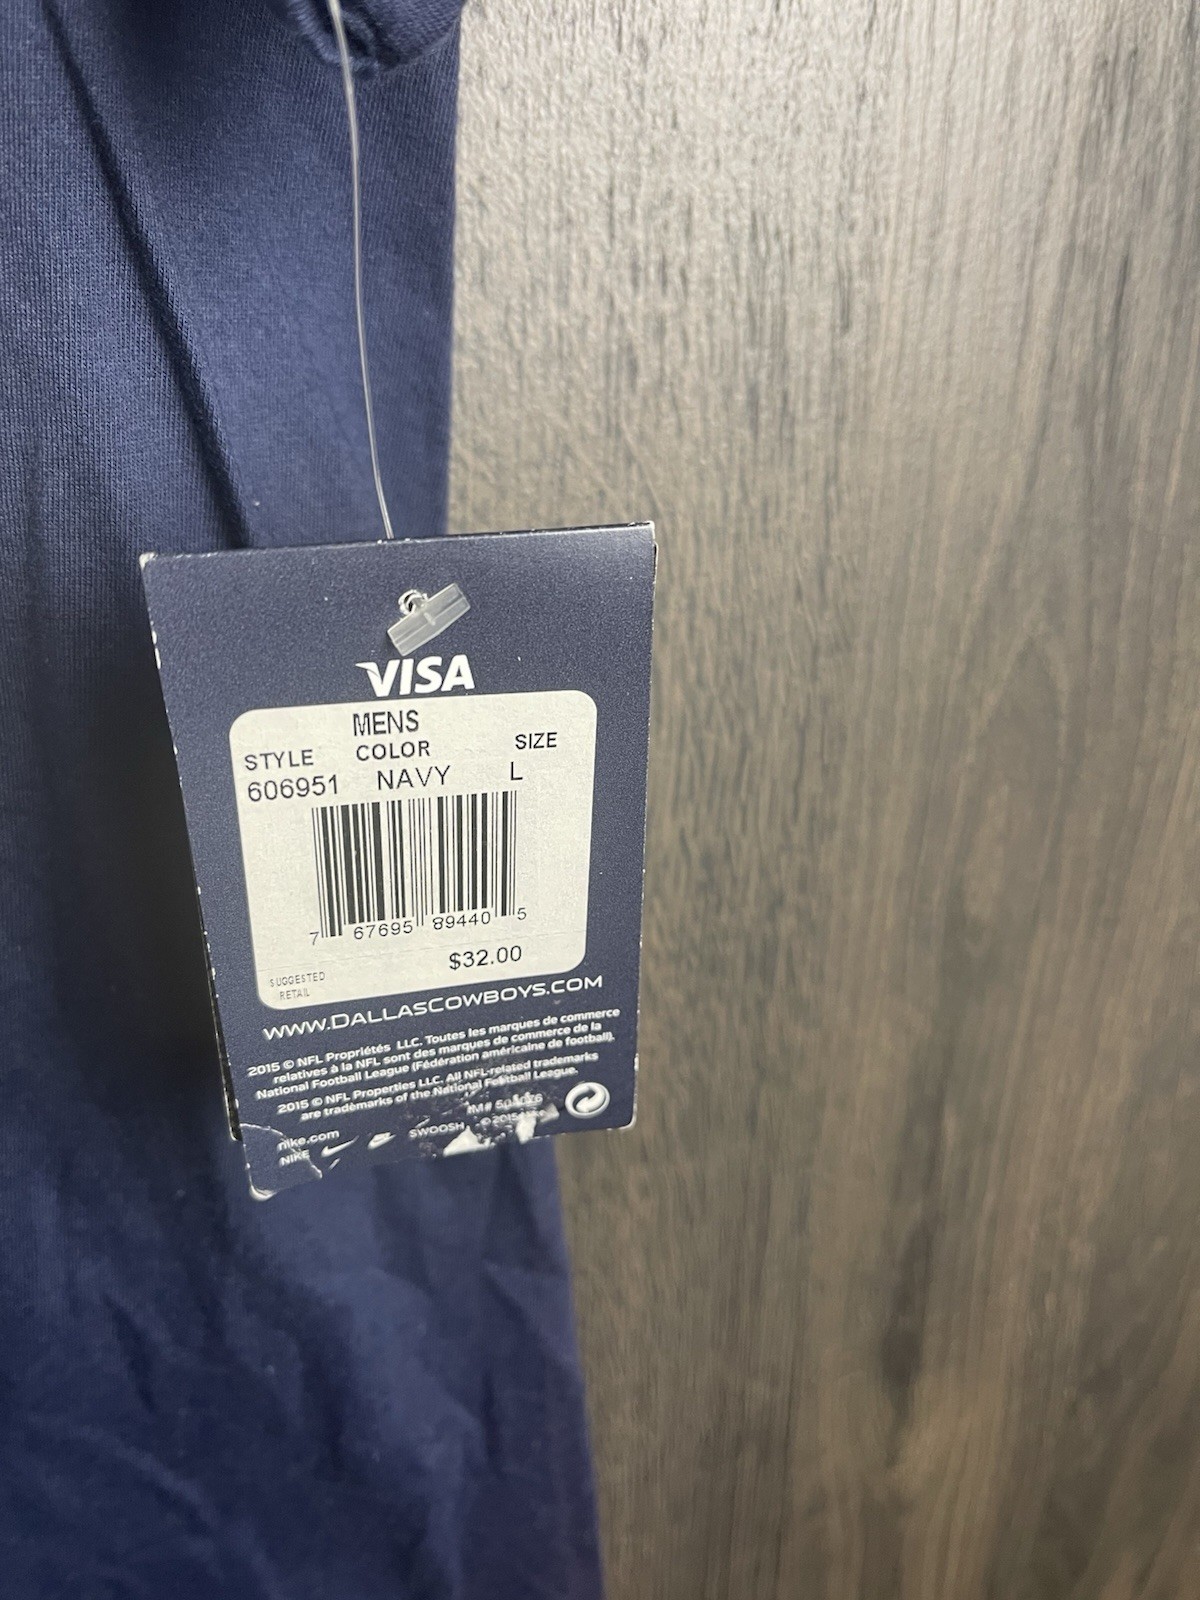 VISA
MENS
STYLE COLOR SIZE
606951 NAVY L
7 67695 89440 5
$32.00
SUGGESTED
RETAIL
WWW.DALLASCOWBOYS.COM
2015 © NFL Propriétés LLC. Toutes les marques de commerce
relatives à la NFL sont des marques de commerce de la
National Football League (Fédération américaine de football).
2015 © NFL Properties LLC. All NFL-related trademarks
are trademarks of the National Football League.
IM#
nike.com
NIKE SWOOSH ©2015